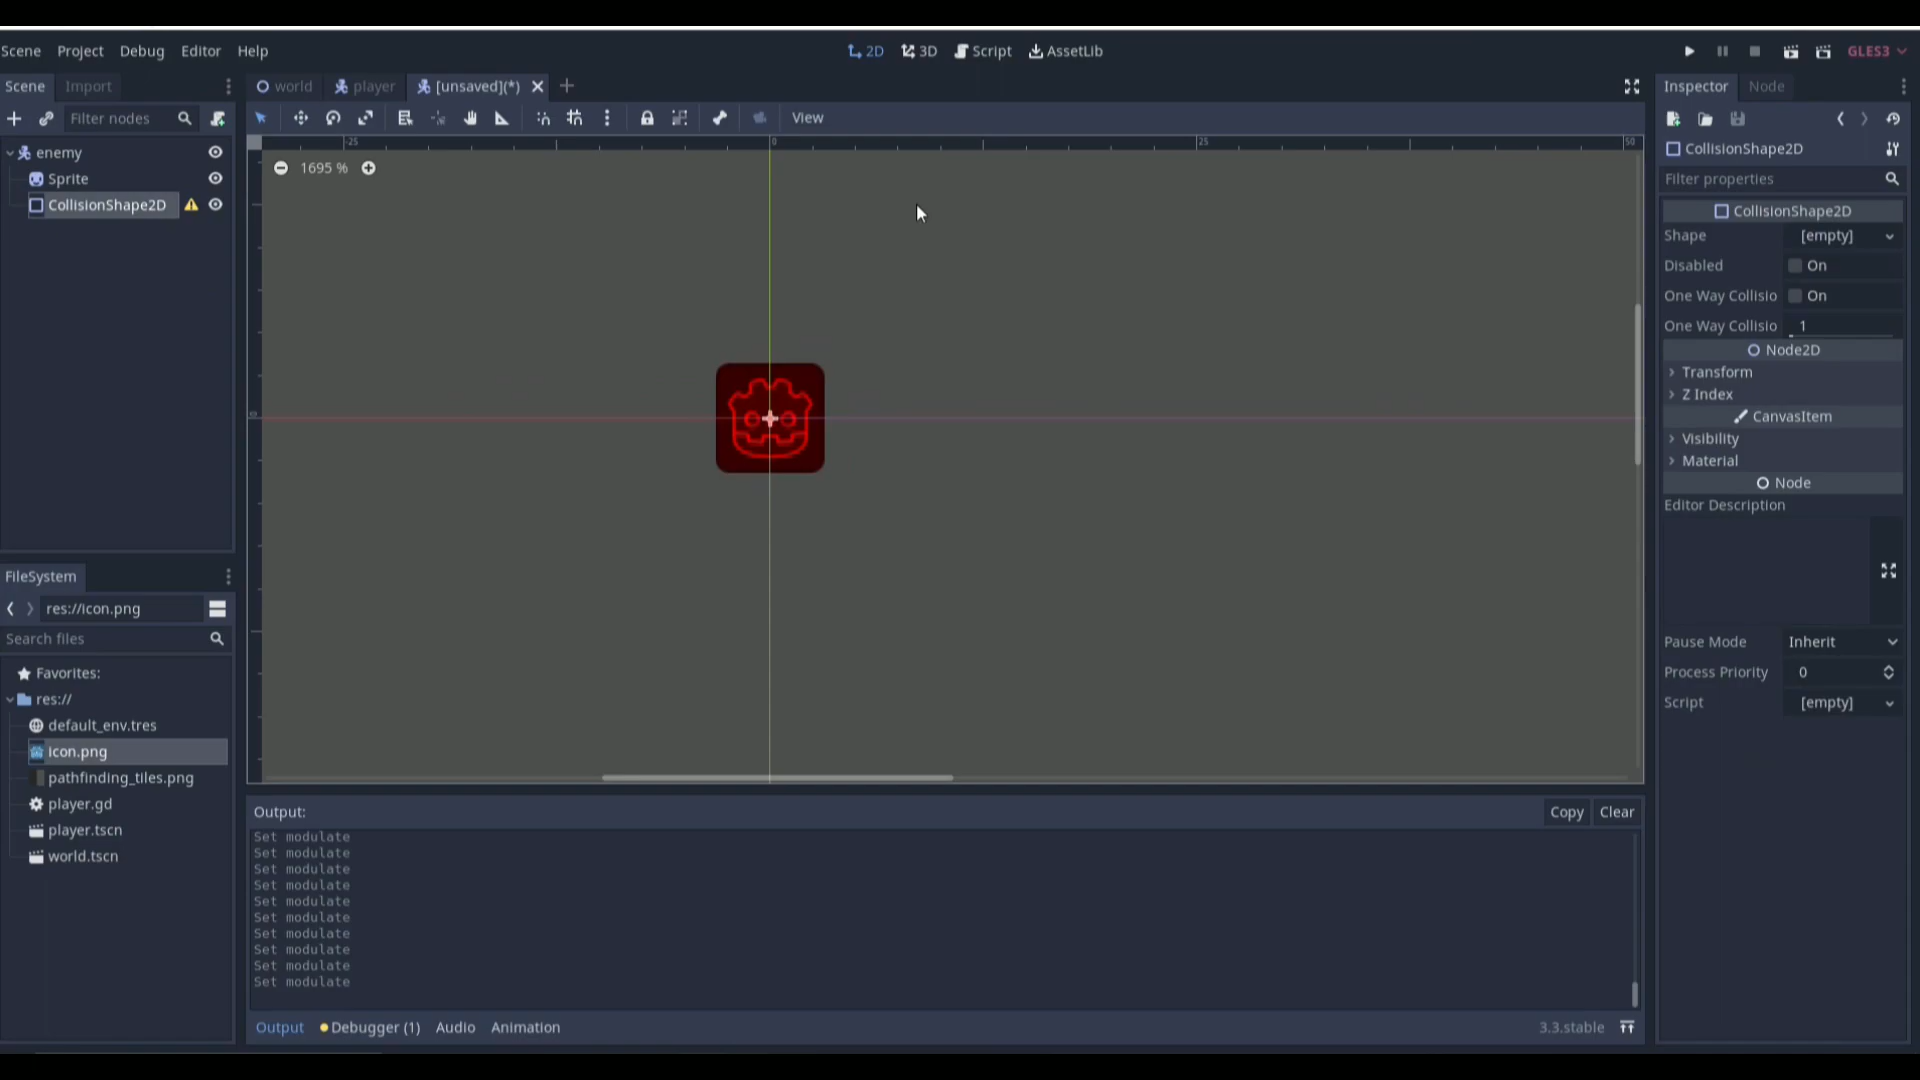 Scene Project Debug Editor Help
2D 3D Script AssetLib
GLES3
Scene Import
world player [unsaved](*)
Inspector Node
Filter nodes
View
enemy
Sprite
CollisionShape2D
-25 0 25 50
0
1695 %
CollisionShape2D
Filter properties
CollisionShape2D
Shape [empty]
Disabled On
One Way Collisio On
One Way Collisio 1
Node2D
Transform
Z Index
CanvasItem
Visibility
Material
Node
Editor Description
Pause Mode Inherit
Process Priority 0
Script [empty]
FileSystem
res://icon.png
Search files
Favorites:
res://
default_env.tres
icon.png
pathfinding_tiles.png
player.gd
player.tscn
world.tscn
Output:
Copy Clear
Set modulate
Set modulate
Set modulate
Set modulate
Set modulate
Set modulate
Set modulate
Set modulate
Set modulate
Set modulate
Output Debugger (1) Audio Animation
3.3.stable